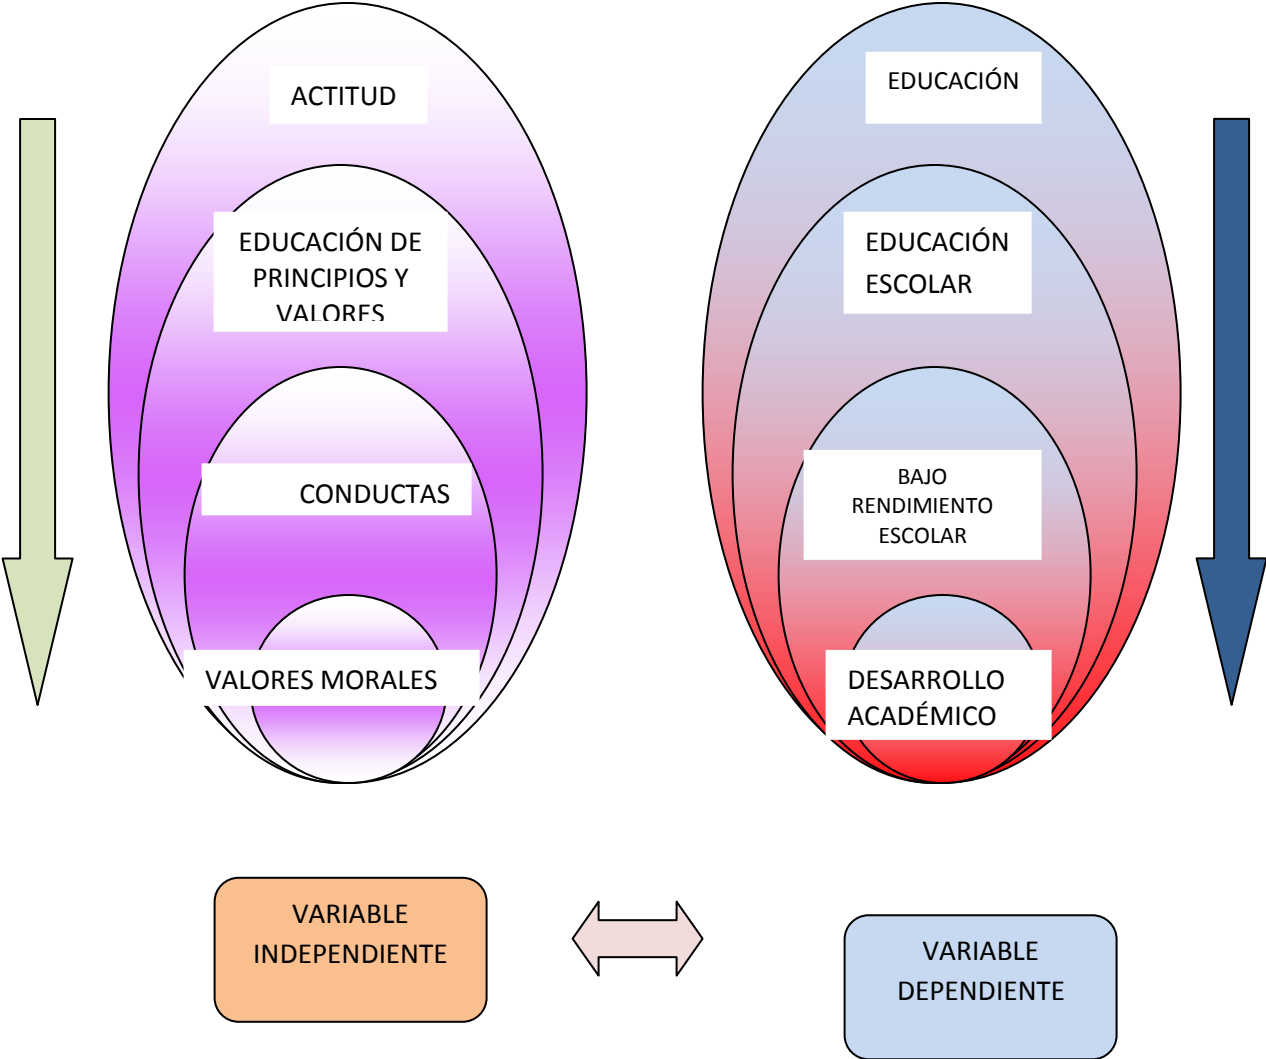 ACTITUD
EDUCACIÓN DE
PRINCIPIOS Y
VALORES
CONDUCTAS
VALORES MORALES
EDUCACIÓN
EDUCACIÓN
ESCOLAR
BAJO
RENDIMIENTO
ESCOLAR
DESARROLLO
ACADÉMICO
VARIABLE
INDEPENDIENTE
VARIABLE
DEPENDIENTE